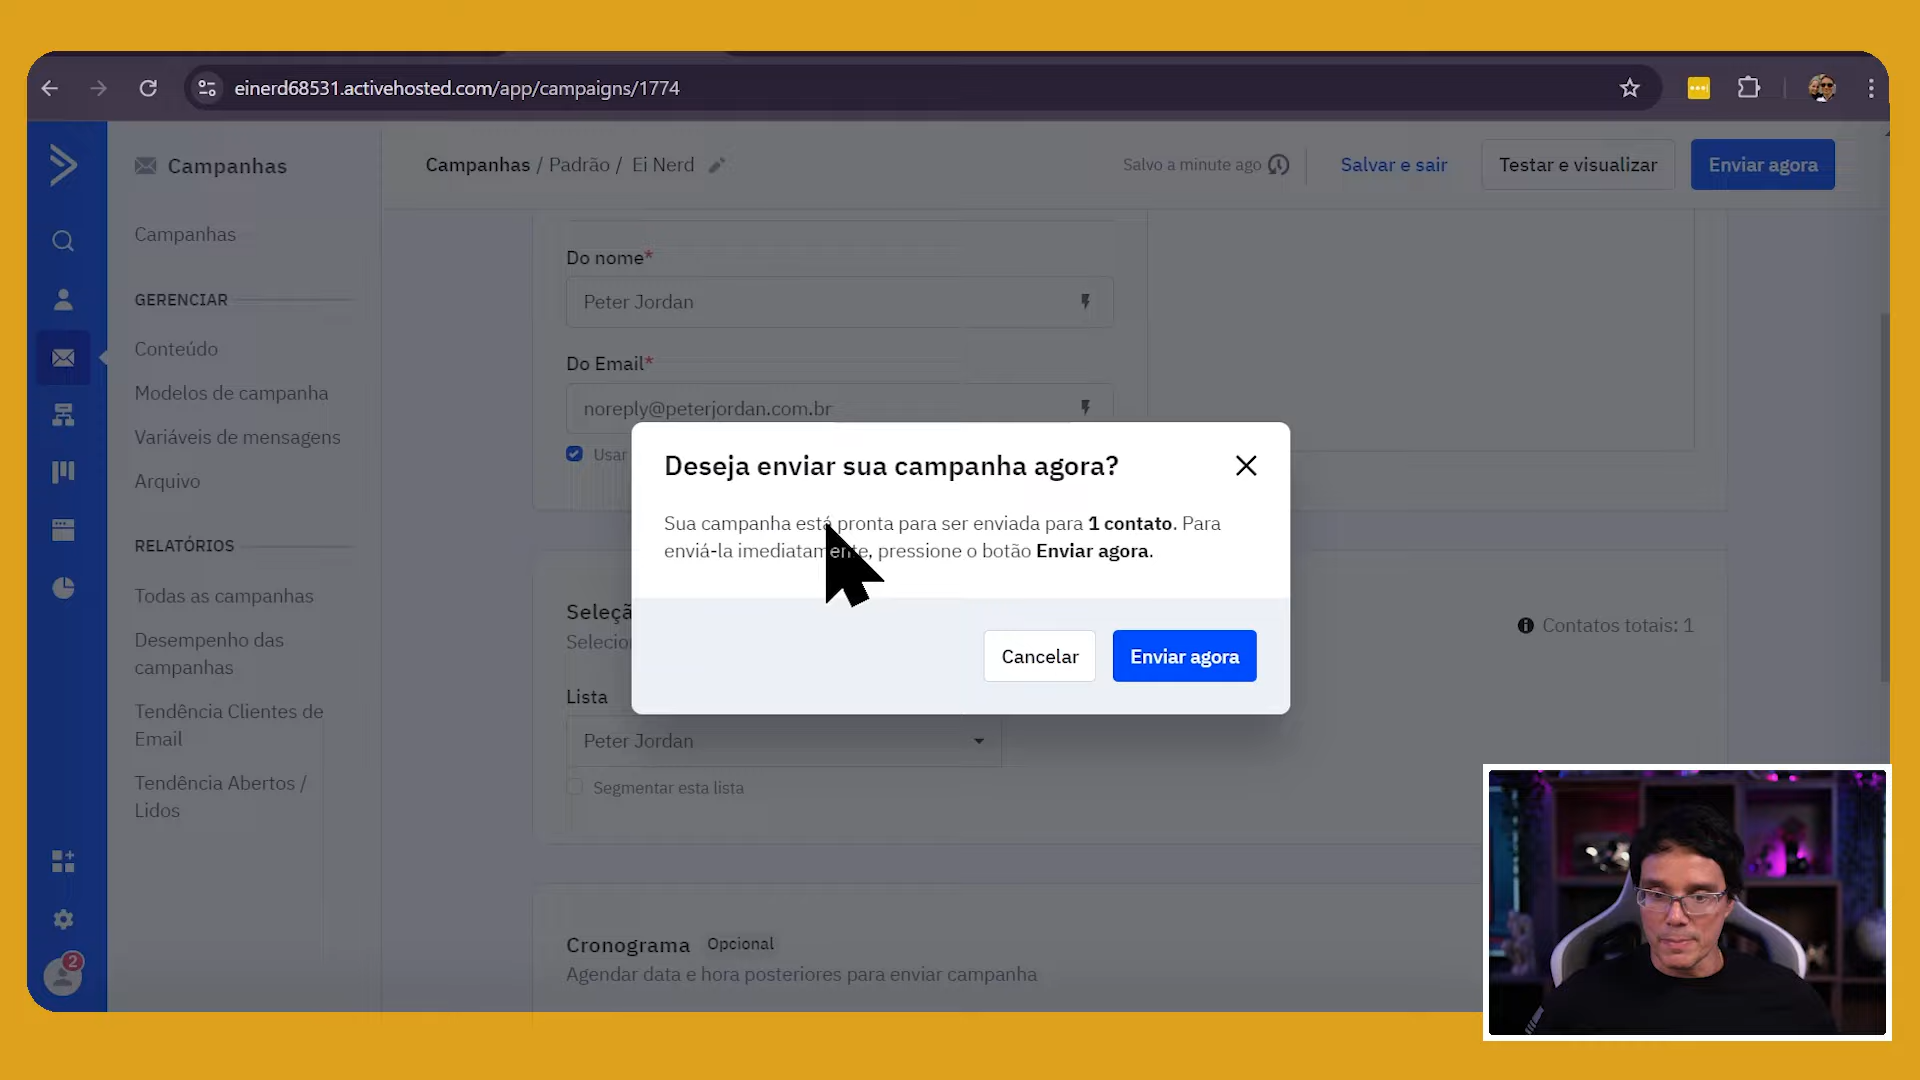 einerd68531.activehosted.com/app/campaigns/1774
Campanhas
Campanhas / Padrão / Ei Nerd
Salvo a minute ago
Salvar e sair
Testar e visualizar
Enviar agora
Campanhas
GERENCIAR
Conteúdo
Modelos de campanha
Variáveis de mensagens
Arquivo
RELATÓRIOS
Todas as campanhas
Desempenho das
campanhas
Tendência Clientes de
Email
Tendência Abertos /
Lidos
2
Do nome*
Peter Jordan
Do Email*
noreply@peterjordan.com.br
Usar
Deseja enviar sua campanha agora?
Sua campanha está pronta para ser enviada para 1 contato. Para
enviá-la imediatamente, pressione o botão Enviar agora.
Cancelar
Enviar agora
Contatos totais: 1
Lista
Peter Jordan
Segmentar esta lista
Cronograma Opcional
Agendar data e hora posteriores para enviar campanha